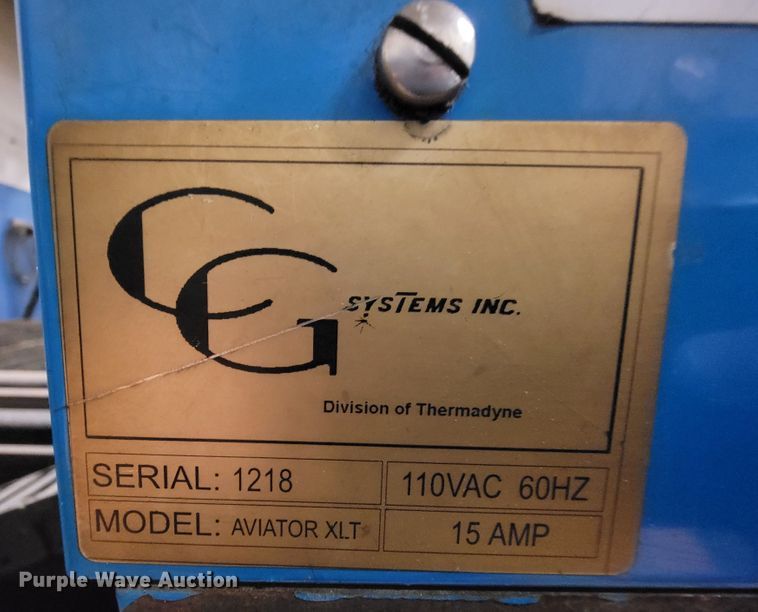 CG SYSTEMS INC.
Division of Thermadyne
SERIAL: 1218 110VAC 60HZ
MODEL: AVIATOR XLT 15 AMP
Purple Wave Auction